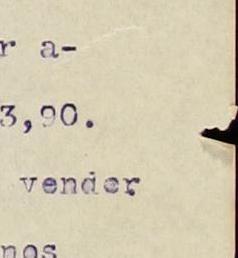 r a-
3,90.
vender
nos